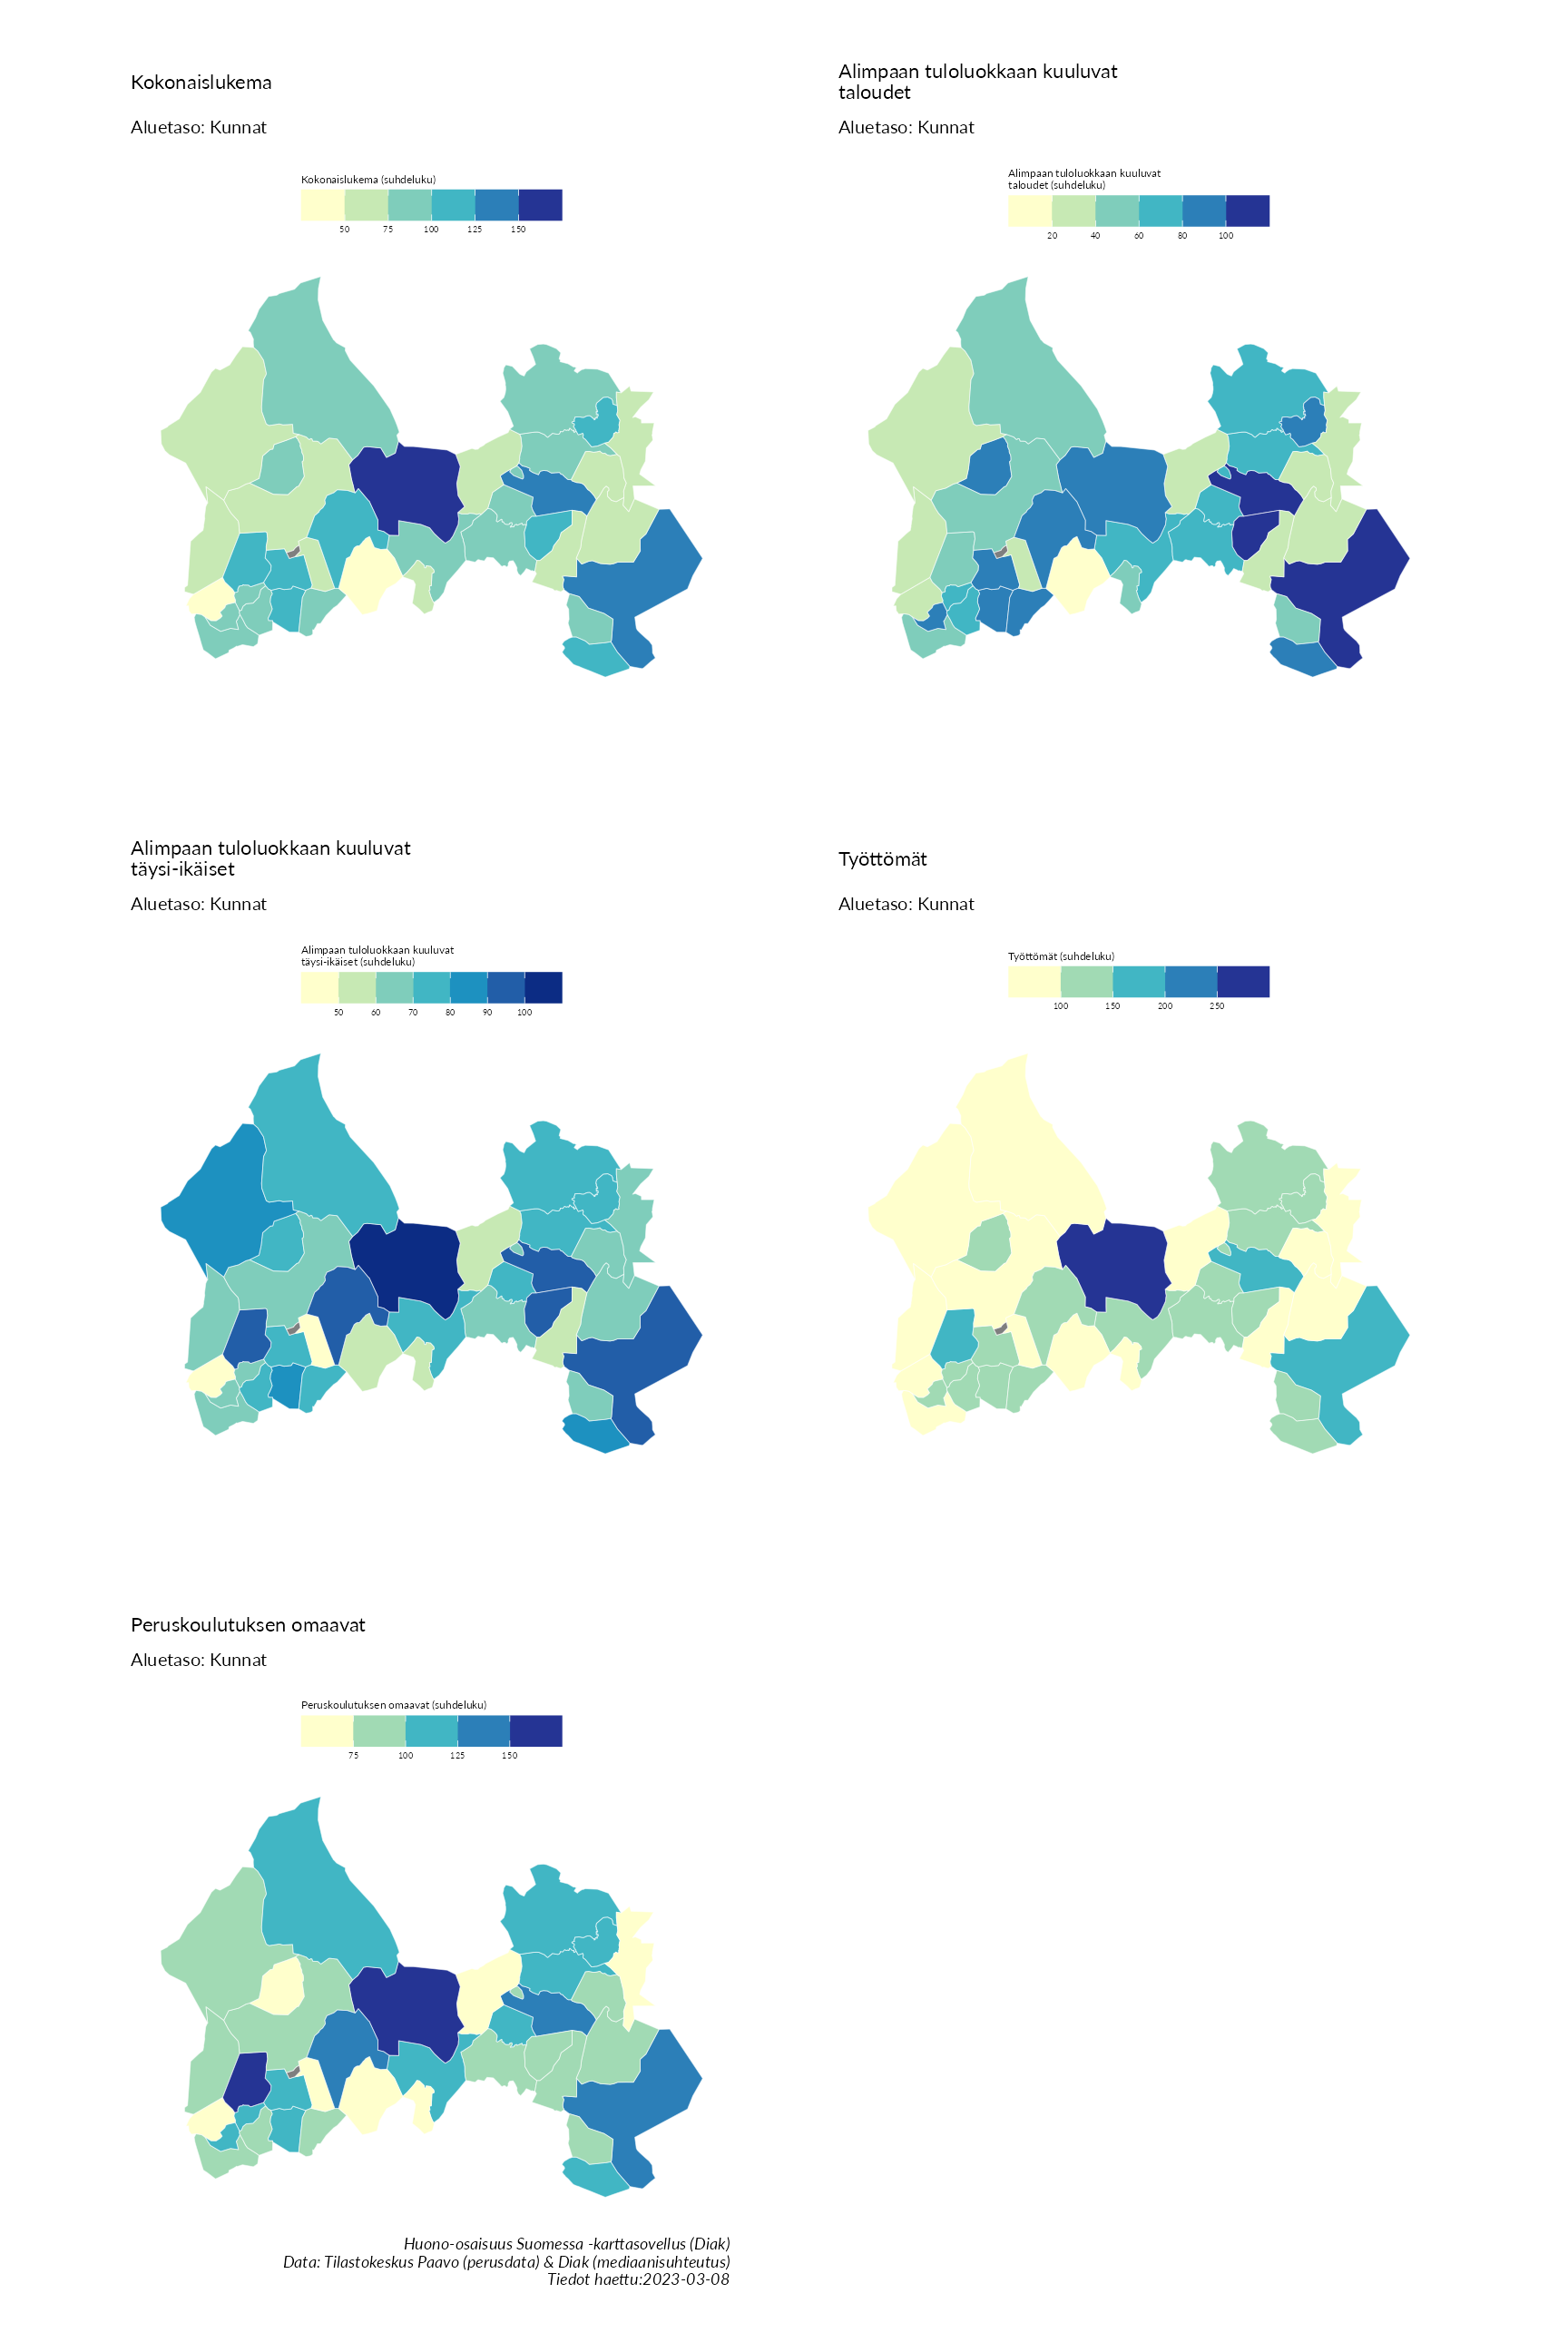 Kokonaislukema
Aluetaso: Kunnat
Kokonaislukema (suhdeluku)
50 75 100 125 150
Alimpaan tuloluokkaan kuuluvat
taloudet
Aluetaso: Kunnat
Alimpaan tuloluokkaan kuuluvat
taloudet (suhdeluku)
20 40 60 80 100
Alimpaan tuloluokkaan kuuluvat
täysi-ikäiset
Aluetaso: Kunnat
Alimpaan tuloluokkaan kuuluvat
täysi-ikäiset (suhdeluku)
50 60 70 80 90 100
Työttömät
Aluetaso: Kunnat
Työttömät (suhdeluku)
100 150 200 250
Peruskoulutuksen omaavat
Aluetaso: Kunnat
Peruskoulutuksen omaavat (suhdeluku)
75 100 125 150
Huono-osaisuus Suomessa -karttasovellus (Diak)
Data: Tilastokeskus Paavo (perusdata) & Diak (mediaanisuhteutus)
Tiedot haettu:2023-03-08